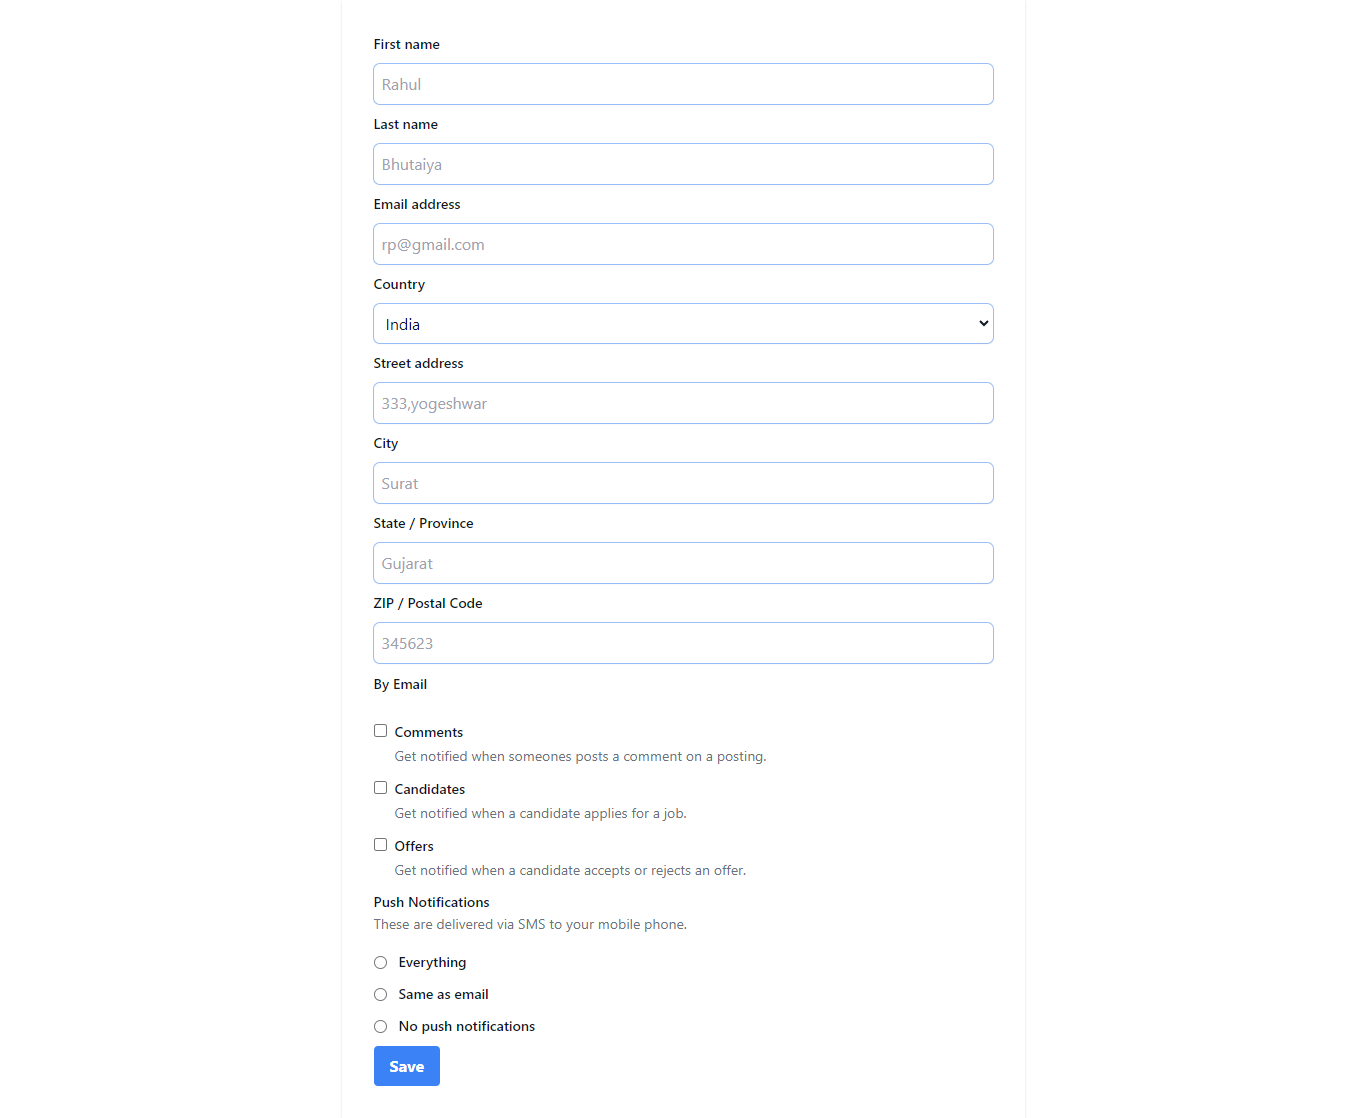 First name
Rahul
Last name
Bhutaiya
Email address
rp@gmail.com
Country
India
Street address
333,yogeshwar
City
Surat
State / Province
Gujarat
ZIP / Postal Code
345623
By Email
Comments
Get notified when someones posts a comment on a posting.
Candidates
Get notified when a candidate applies for a job.
Offers
Get notified when a candidate accepts or rejects an offer.
Push Notifications
These are delivered via SMS to your mobile phone.
Everything
Same as email
No push notifications
Save